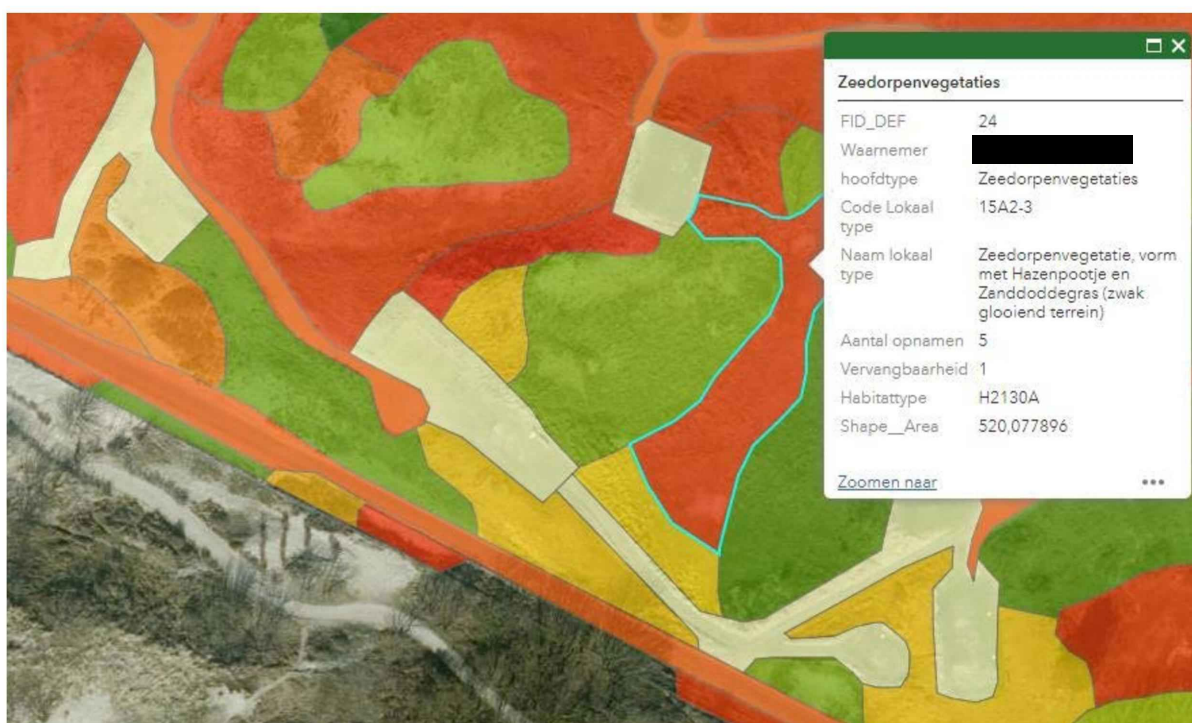 Zeedorpenvegetaties
FID_DEF 24
Waarnemer
hoofdtype Zeedorpenvegetaties
Code Lokaal type 15A2-3
Naam lokaal type Zeedorpenvegetatie, vorm
met Hazenpootje en
Zanddoddegras (zwak
glooiend terrein)
Aantal opnamen 5
Vervangbaarheid 1
Habitattype H2130A
Shape__Area 520,077896
Zoomen naar